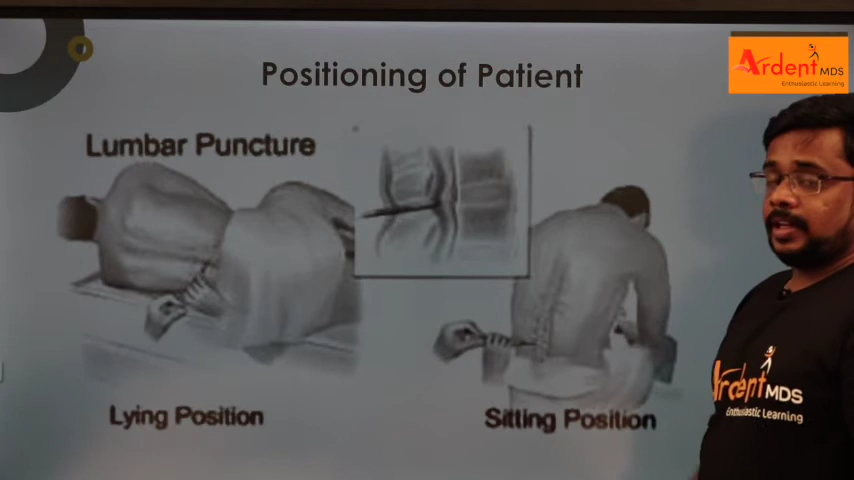 Positioning of Patient
Ardent MDS
Enthusiastic Learning
Lumbar Puncture
Lying Position
Sitting Position
Ardent MDS
Enthusiastic Learning